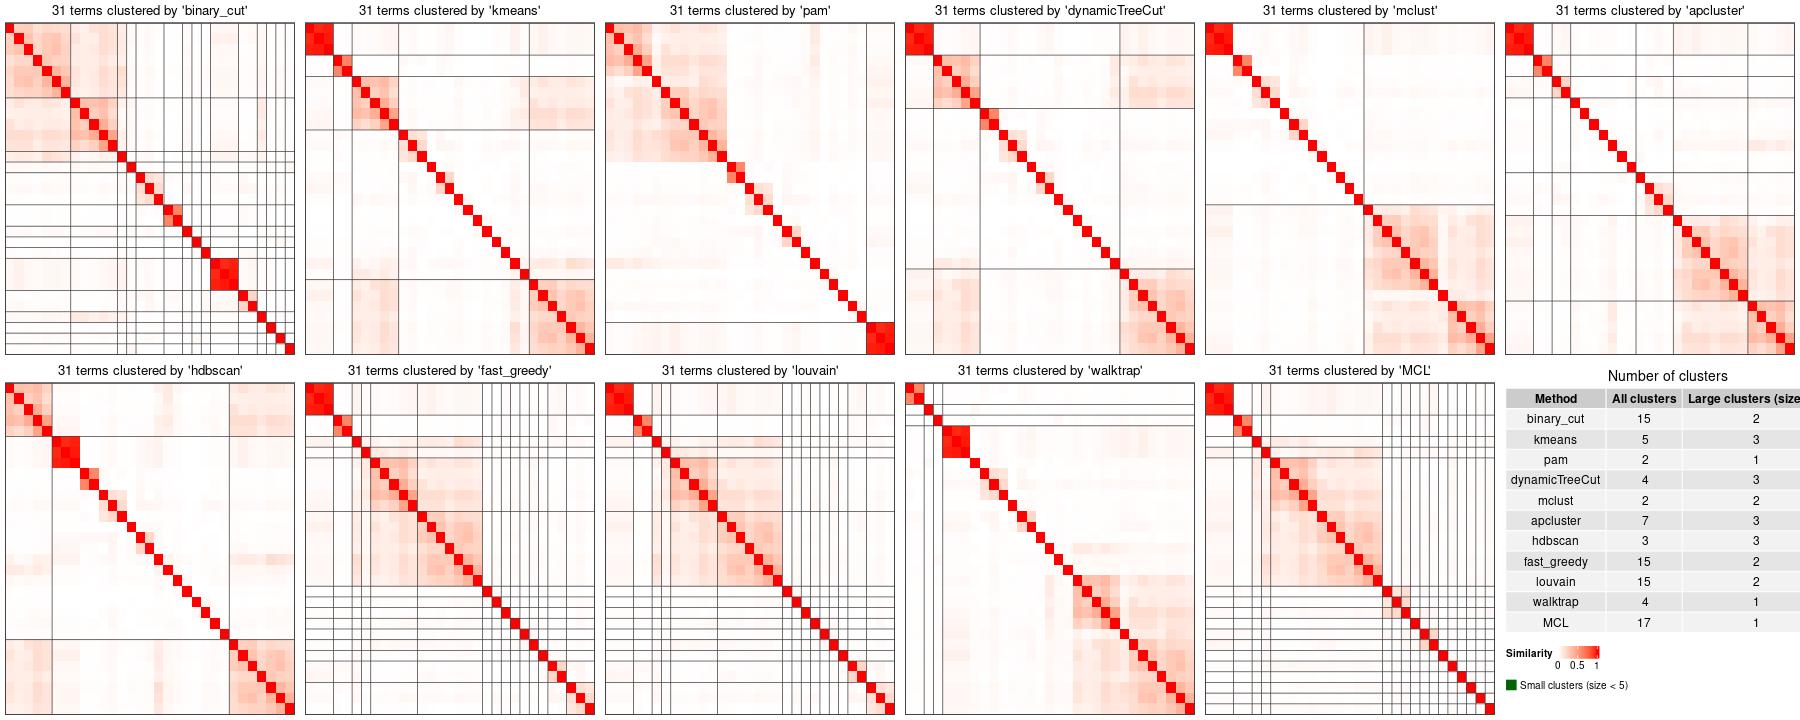 31 terms clustered by 'binary_cut'
31 terms clustered by 'kmeans'
31 terms clustered by 'pam'
31 terms clustered by 'dynamicTreeCut'
31 terms clustered by 'mclust'
31 terms clustered by 'apcluster'
31 terms clustered by 'hdbscan'
31 terms clustered by 'fast_greedy'
31 terms clustered by 'louvain'
31 terms clustered by 'walktrap'
31 terms clustered by 'MCL'
Number of clusters
Method All clusters Large clusters (size
binary_cut 15 2
kmeans 5 3
pam 2 1
dynamicTreeCut 4 3
mclust 2 2
apcluster 7 3
hdbscan 3 3
fast_greedy 15 2
louvain 15 2
walktrap 4 1
MCL 17 1
Similarity
0 0.5 1
Small clusters (size < 5)